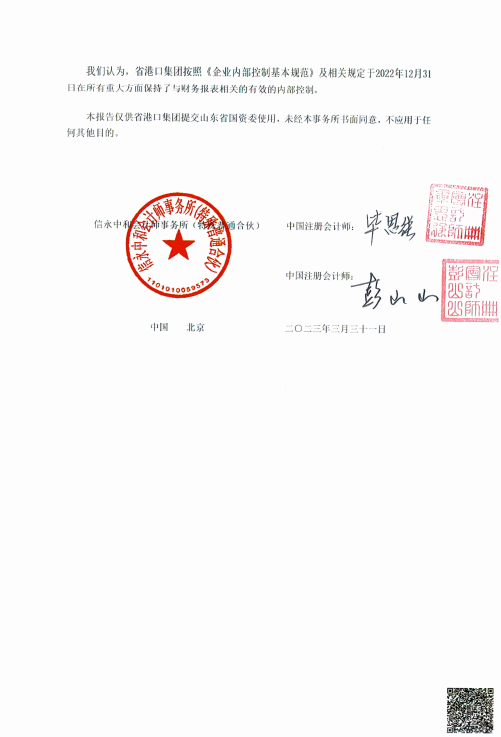 我们认为，省港口集团按照《企业内部控制基本规范》及相关规定于2022年12月31
日在所有重大方面保持了与财务报表相关的有效的内部控制。
本报告仅供省港口集团提交山东省国资委使用，未经本事务所书面同意，不应用于任
何其他目的。
信永中和会计师事务所（特殊普通合伙）
中国注册会计师：
信永中和会计师事务所(特殊普通合伙)
1101010059573
中国注册会计师：
彭山山
中国 北京
二〇二三年三月三十一日